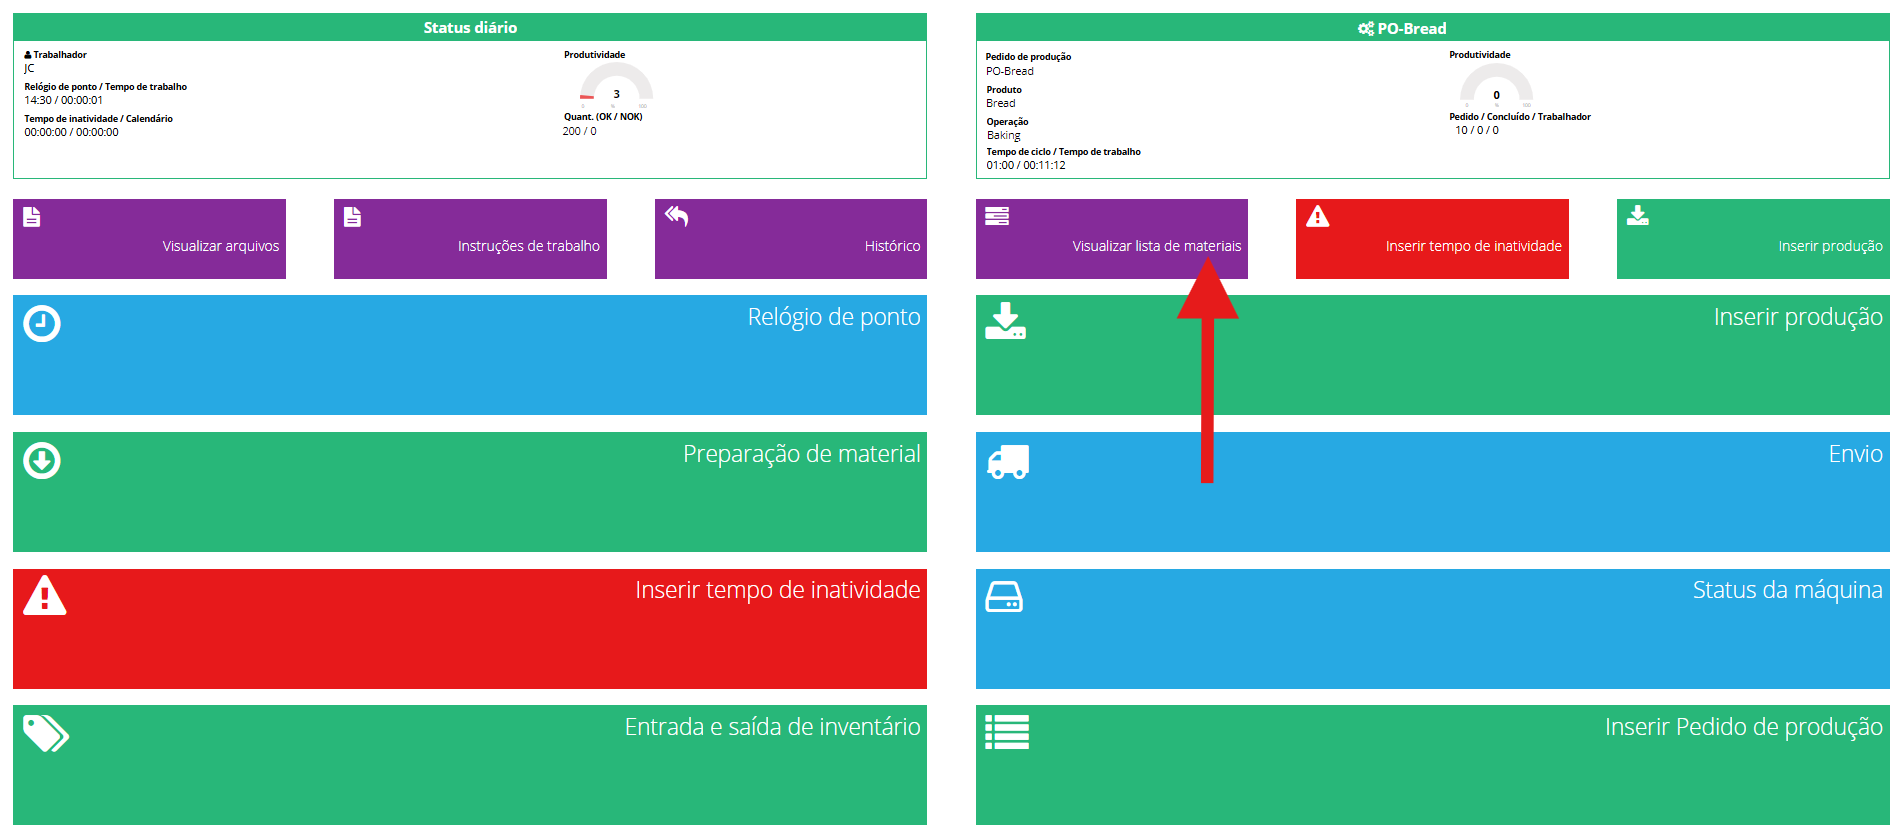 Status diário
Trabalhador
JC
Relógio de ponto / Tempo de trabalho
14:30 / 00:00:01
Tempo de inatividade / Calendário
00:00:00 / 00:00:00
Produtividade
3
0 % 100
Quant. (OK / NOK)
200 / 0
PO-Bread
Pedido de produção
PO-Bread
Produto
Bread
Operação
Baking
Tempo de ciclo / Tempo de trabalho
01:00 / 00:11:12
Produtividade
0
0 % 100
Pedido / Concluído / Trabalhador
10 / 0 / 0
Visualizar arquivos
Instruções de trabalho
Histórico
Visualizar lista de materiais
Inserir tempo de inatividade
Inserir produção
Relógio de ponto
Inserir produção
Preparação de material
Envio
Inserir tempo de inatividade
Status da máquina
Entrada e saída de inventário
Inserir Pedido de produção